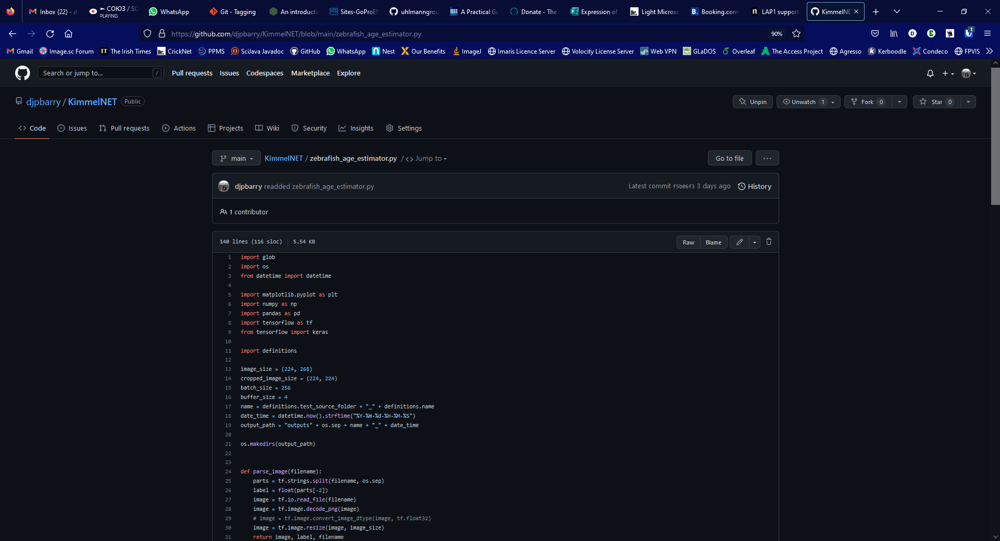 Inbox (22) - d
СОЮЗ / SC
PLAYING
WhatsApp
Git - Tagging
An introducti
Sites-GoProEM
uhlmanngrou
A Practical Gu
Donate - The
Expression of
Light Microsc
Booking.com
LAP1 support
KimmelNET
https://github.com/djpbarry/KimmelNET/blob/main/zebrafish_age_estimator.py
90%
1
Gmail
Image.sc Forum
The Irish Times
CrickNet
PPMS
SciJava Javadoc
GitHub
WhatsApp
Nest
Our Benefits
ImageJ
Imaris Licence Server
Volocity License Server
Web VPN
GLaDOS
Overleaf
The Access Project
Agresso
Kerboodle
Condeco
FPVIS
Search or jump to...
/
Pull requests
Issues
Codespaces
Marketplace
Explore
djpbarry / KimmelNET
Public
Unpin
Unwatch 1
Fork 0
Star 0
Code
Issues
Pull requests
Actions
Projects
Wiki
Security
Insights
Settings
main
KimmelNET / zebrafish_age_estimator.py / <> Jump to
Go to file
...
djpbarry readded zebrafish_age_estimator.py
Latest commit f5b06f3 3 days ago
History
1 contributor
140 lines (116 sloc)
5.54 KB
Raw
Blame
1 import glob
2 import os
3 from datetime import datetime
4
5 import matplotlib.pyplot as plt
6 import numpy as np
7 import pandas as pd
8 import tensorflow as tf
9 from tensorflow import keras
10
11 import definitions
12
13 image_size = (224, 268)
14 cropped_image_size = (224, 224)
15 batch_size = 256
16 buffer_size = 4
17 name = definitions.test_source_folder + "_" + definitions.name
18 date_time = datetime.now().strftime("%Y-%m-%d-%H-%M-%S")
19 output_path = "outputs" + os.sep + name + "_" + date_time
20
21 os.makedirs(output_path)
22
23
24 def parse_image(filename):
25 parts = tf.strings.split(filename, os.sep)
26 label = float(parts[-2])
27 image = tf.io.read_file(filename)
28 image = tf.image.decode_png(image)
29 # image = tf.image.convert_image_dtype(image, tf.float32)
30 image = tf.image.resize(image, image_size)
31 return image, label, filename